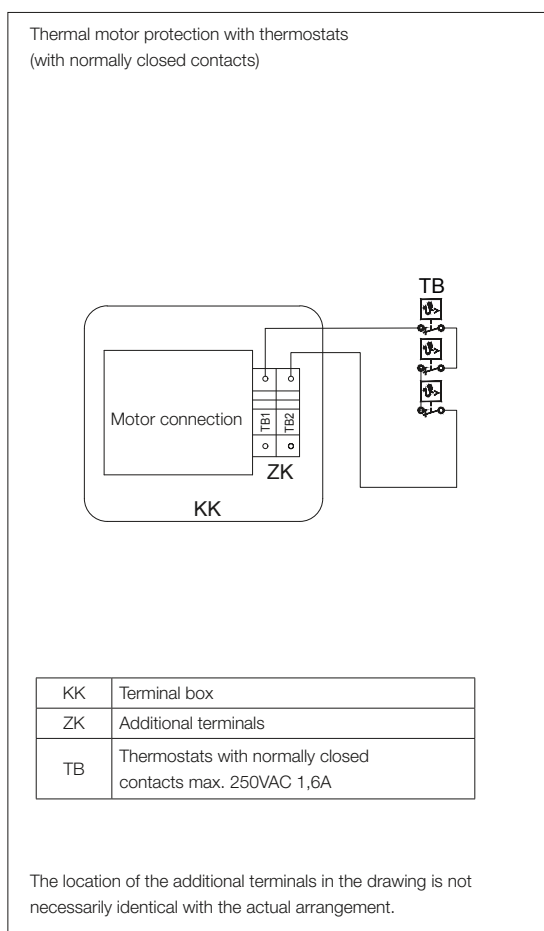 Thermal motor protection with thermostats
(with normally closed contacts)
TB
Motor connection
TB1
TB2
ZK
KK
KK Terminal box
ZK Additional terminals
TB Thermostats with normally closed
contacts max. 250VAC 1,6A
The location of the additional terminals in the drawing is not
necessarily identical with the actual arrangement.